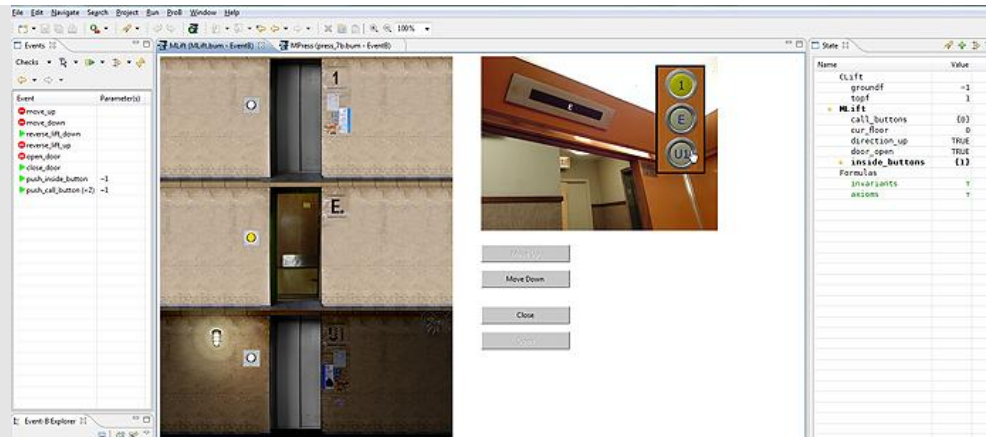 File Edit Navigate Search Project Run ProB Window Help
100%
Events
MLift (MLift.bum - EventB)
MPress (press_7b.bum - EventB)
State
Checks
Name Value
Event Parameter(s)
move_up
move_down
reverse_lift_down
reverse_lift_up
open_door
close_door
push_inside_button -1
push_call_button (+2) -1
CLift
groundf -1
topf 1
MLift
call_buttons {0}
cur_floor 0
direction_up TRUE
door_open TRUE
inside_buttons {1}
Formulas
invariants ⊤
axioms ⊤
1
E.
U1
E
1
E
U1
Move Down
Close
Event-B Explorer